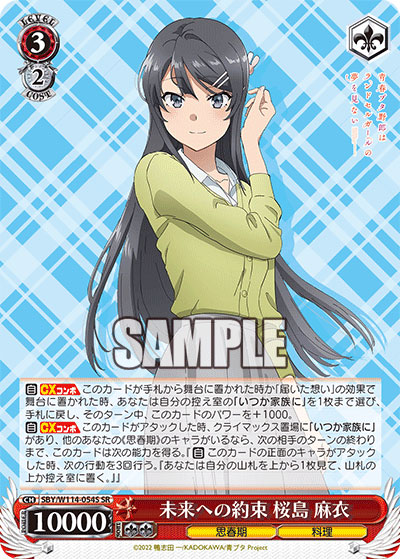 LEVEL
3
2
COST
青春ブタ野郎は
ランドセルガールの
夢を見ない
SAMPLE
自 CXコンボ このカードが手札から舞台に置かれた時か「届いた想い」の効果で
舞台に置かれた時、あなたは自分の控え室の「いつか家族に」を1枚まで選び、
手札に戻し、そのターン中、このカードのパワーを+1000。
自 CXコンボ このカードがアタックした時、クライマックス置場に「いつか家族に」
があり、他のあなたの《思春期》のキャラがいるなら、次の相手のターンの終わり
まで、このカードは次の能力を得る。『自 このカードの正面のキャラがアタック
した時、次の行動を3回行う。「あなたは自分の山札を上から1枚見て、山札の
上か控え室に置く。」』
CH SBY/W114-054S SR
10000
未来への約束 桜島 麻衣
思春期
料理
©2022 鴨志田 一/KADOKAWA/青ブタ Project